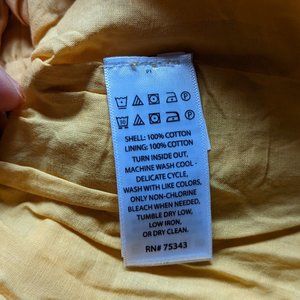 SHELL: 100% COTTON
LINING: 100% COTTON
TURN INSIDE OUT,
MACHINE WASH COOL -
DELICATE CYCLE,
WASH WITH LIKE COLORS,
ONLY NON-CHLORINE
BLEACH WHEN NEEDED,
TUMBLE DRY LOW,
LOW IRON,
OR DRY CLEAN.
RN# 75343